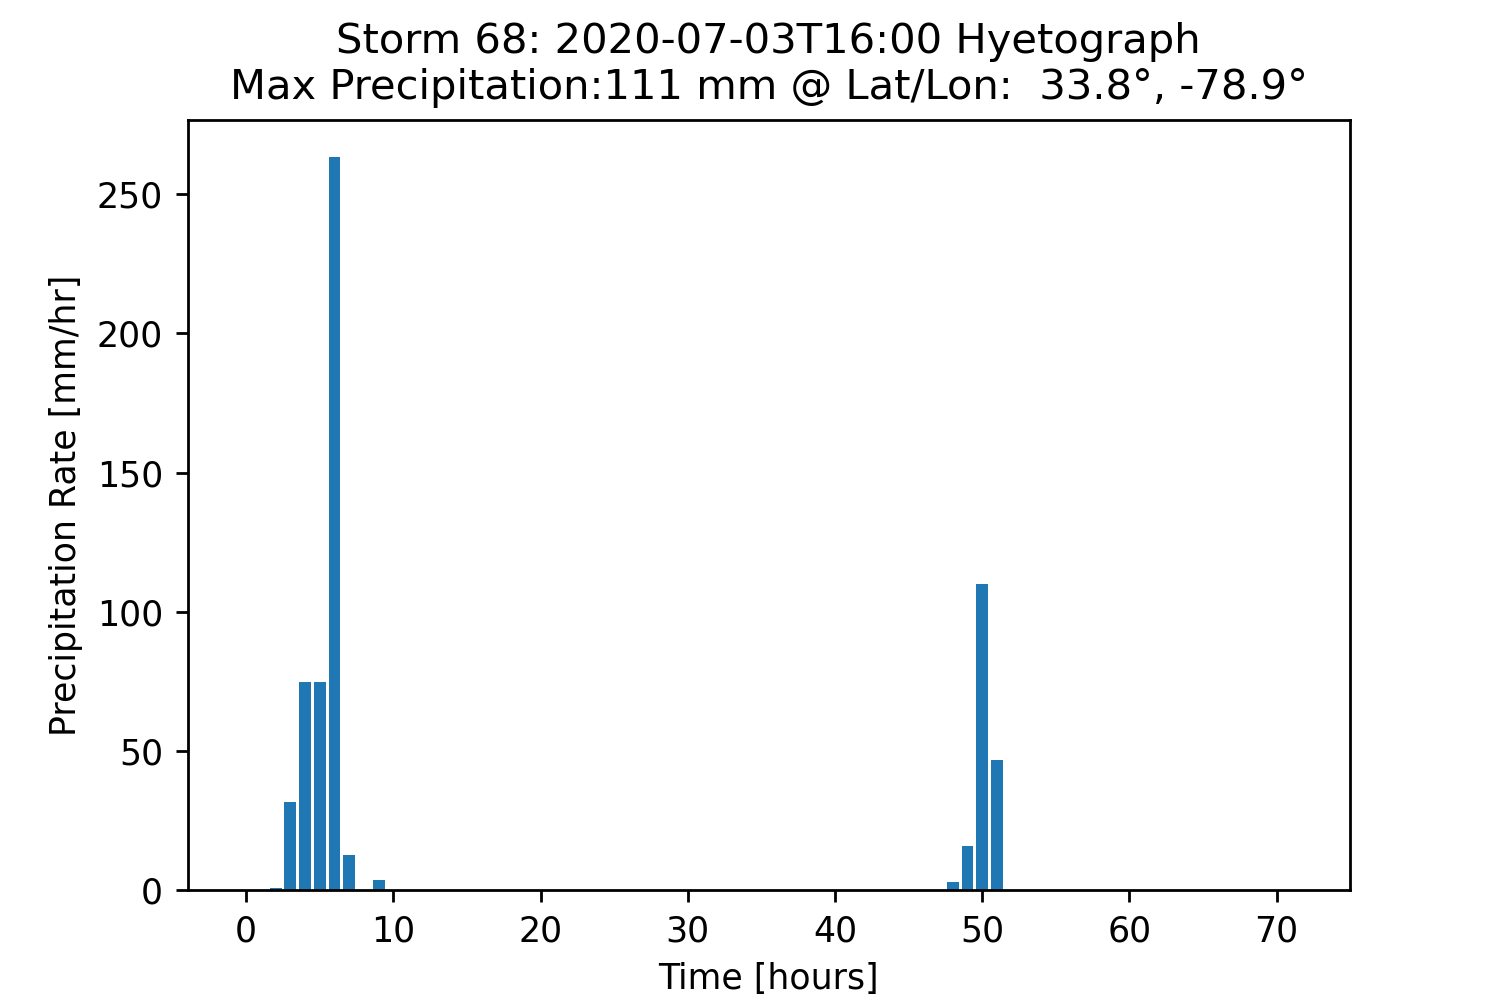 Storm 68: 2020-07-03T16:00 Hyetograph
Max Precipitation:111 mm @ Lat/Lon:  33.8°, -78.9°
250
200
150
100
50
0
Precipitation Rate [mm/hr]
0 10 20 30 40 50 60 70
Time [hours]